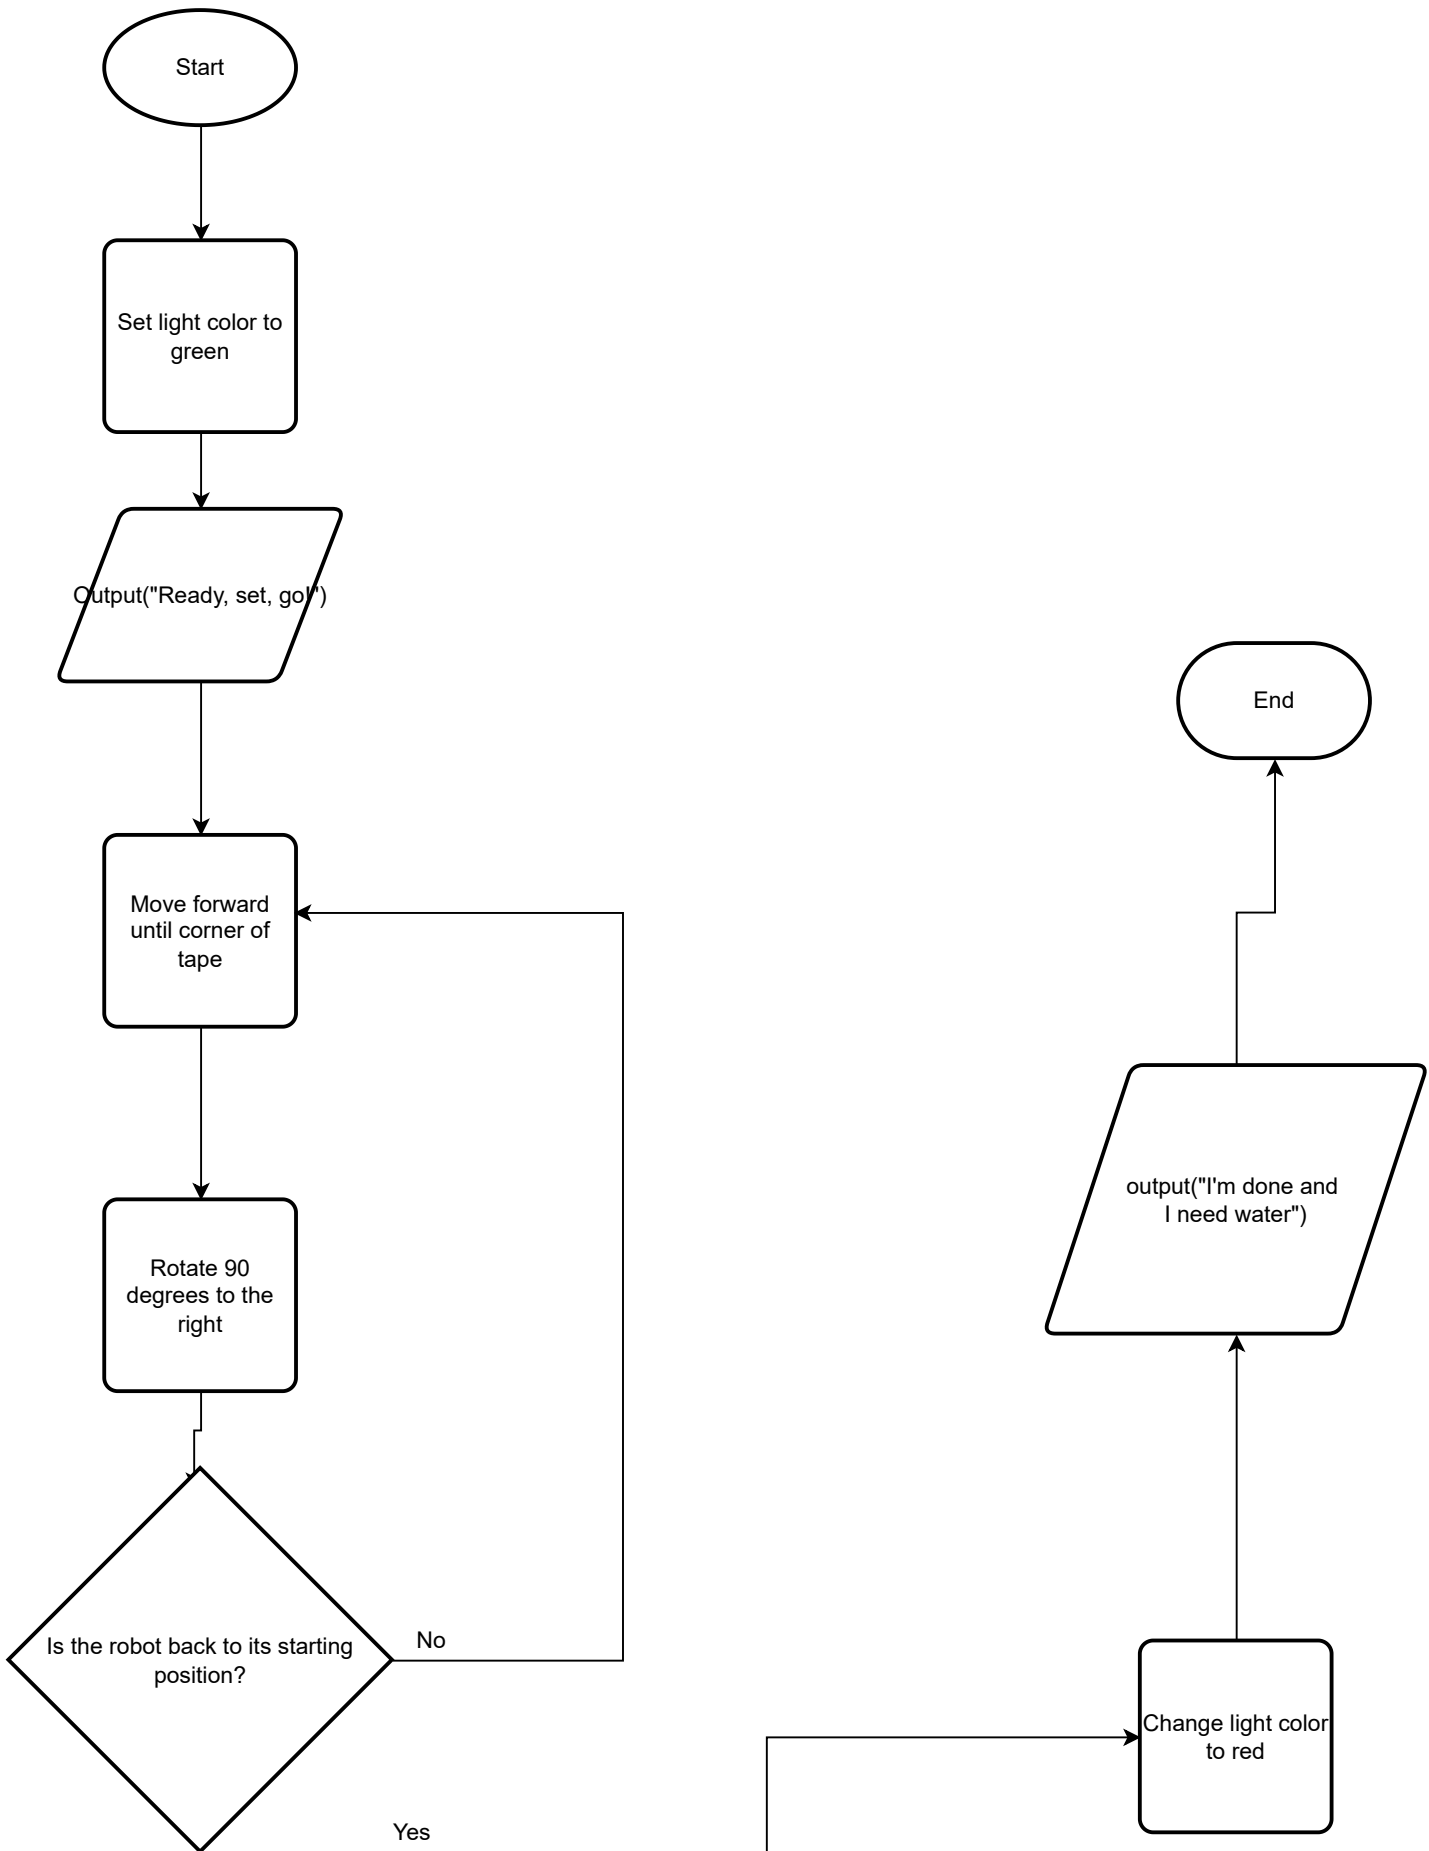 Start
Set light color to
green
Output("Ready, set, go!")
Move forward
until corner of
tape
Rotate 90
degrees to the
right
Is the robot back to its starting
position?
No
Yes
Change light color
to red
output("I'm done and
I need water")
End